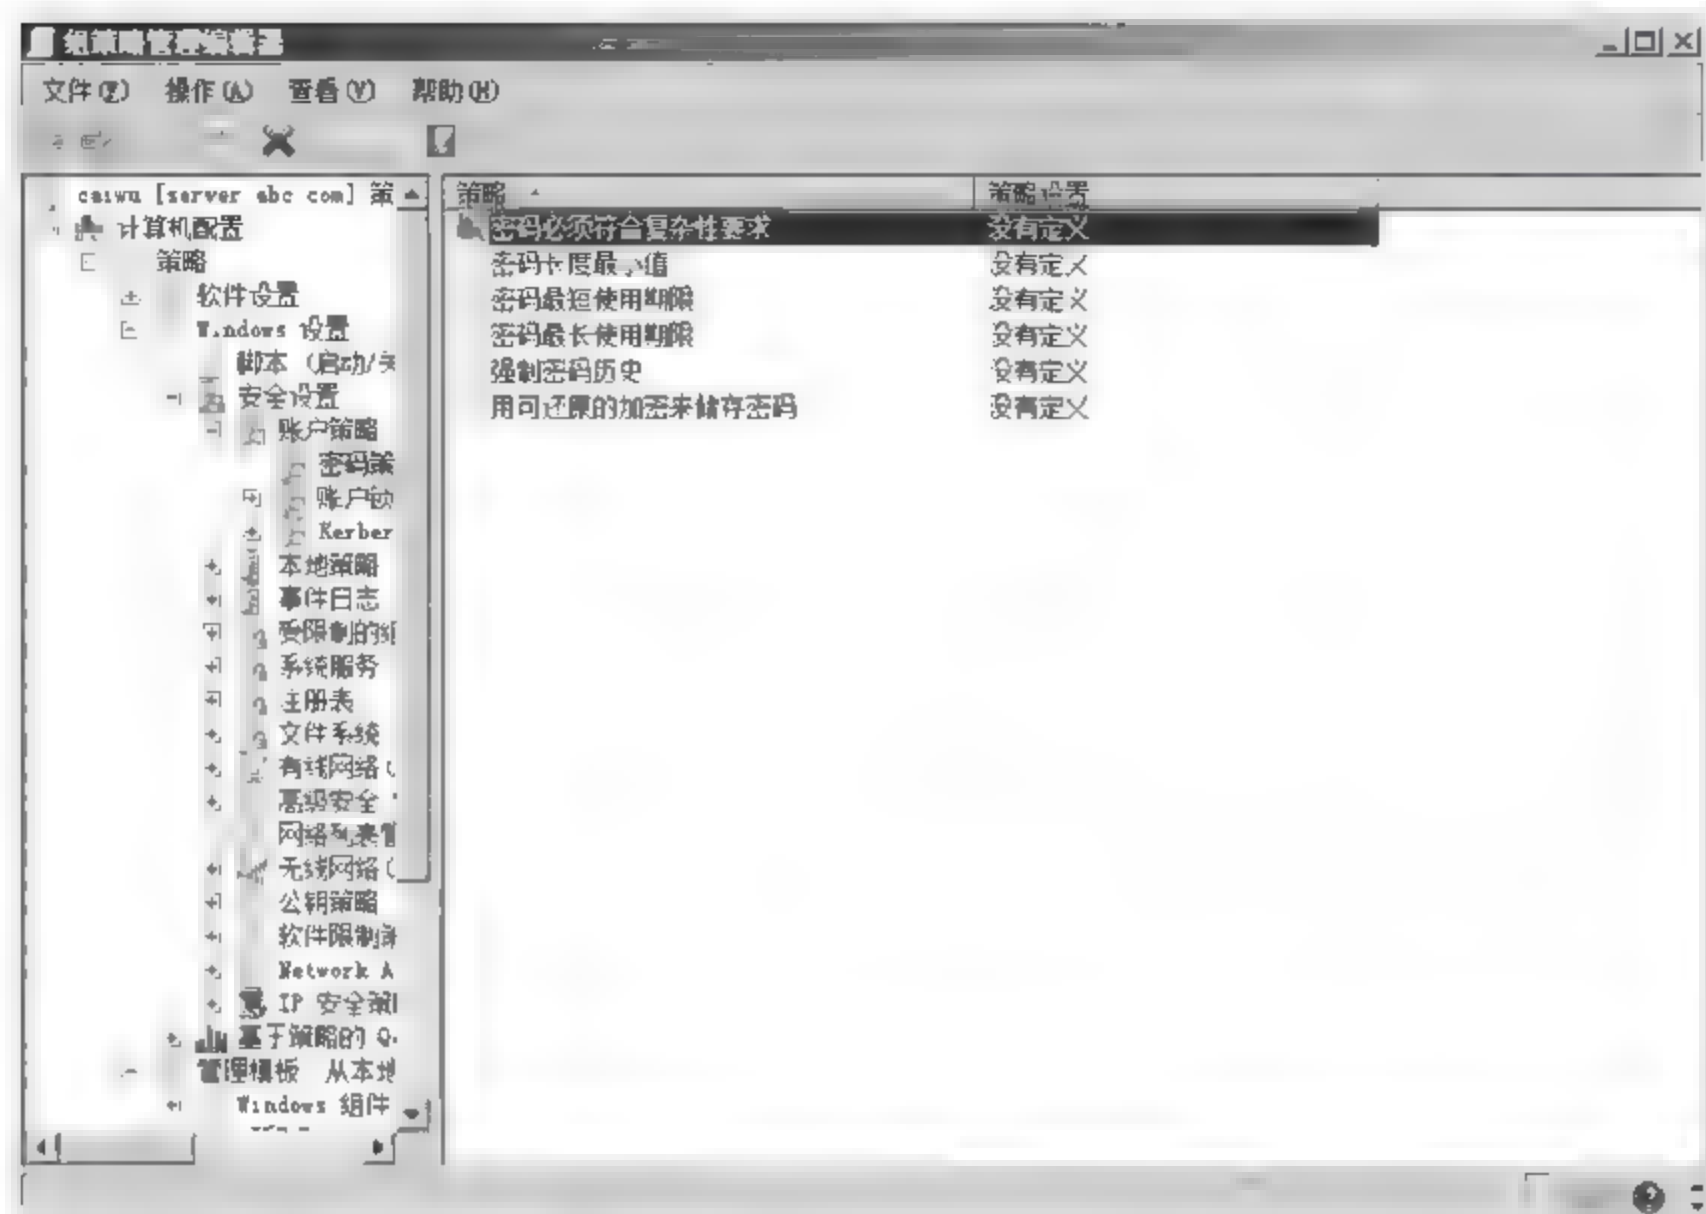 组策略管理编辑器
文件(F) 操作(A) 查看(V) 帮助(H)
caiwu [server abc com] 策
计算机配置
策略
软件设置
Windows 设置
脚本 (启动/关
安全设置
账户策略
密码策
账户锁
Kerber
本地策略
事件日志
受限制的组
系统服务
注册表
文件系统
有线网络(
高级安全
网络列表管
无线网络(
公钥策略
软件限制策
Network A
IP 安全策略
基于策略的 Q
管理模板 从本地
Windows 组件
策略 策略设置
密码必须符合复杂性要求 没有定义
密码长度最小值 没有定义
密码最短使用期限 没有定义
密码最长使用期限 没有定义
强制密码历史 没有定义
用可还原的加密来储存密码 没有定义